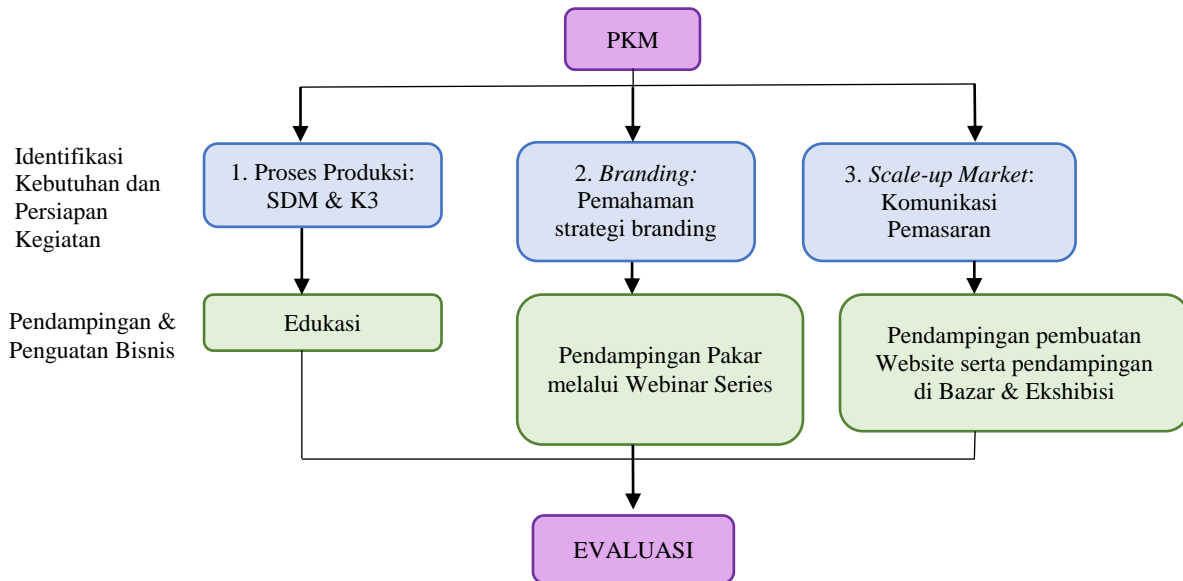 PKM
Identifikasi
Kebutuhan dan
Persiapan
Kegiatan
1. Proses Produksi:
SDM & K3
2. Branding:
Pemahaman
strategi branding
3. Scale-up Market:
Komunikasi
Pemasaran
Pendampingan &
Penguatan Bisnis
Edukasi
Pendampingan Pakar
melalui Webinar Series
Pendampingan pembuatan
Website serta pendampingan
di Bazar & Ekshibisi
EVALUASI